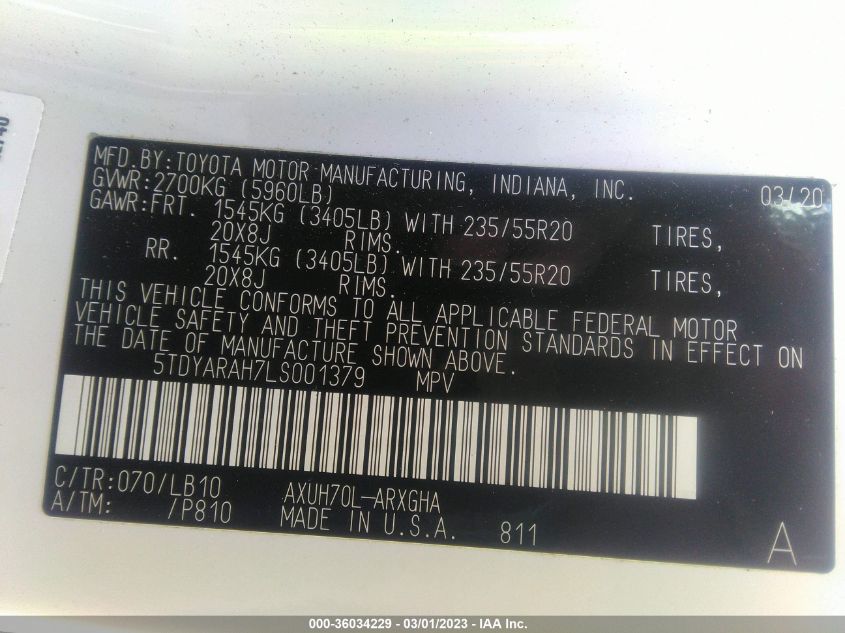 MFD.BY:TOYOTA MOTOR MANUFACTURING, INDIANA, INC. 03/20
GVWR:2700KG (5960LB)
GAWR:FRT. 1545KG (3405LB) WITH 235/55R20 TIRES,
20X8J RIMS.
RR. 1545KG (3405LB) WITH 235/55R20 TIRES,
20X8J RIMS.
THIS VEHICLE CONFORMS TO ALL APPLICABLE FEDERAL MOTOR
VEHICLE SAFETY AND THEFT PREVENTION STANDARDS IN EFFECT ON
THE DATE OF MANUFACTURE SHOWN ABOVE.
5TDYARAH7LS001379 MPV
C/TR:070/LB10 AXUH70L-ARXGHA
A/TM: /P810 MADE IN U.S.A. 811
A
000-36034229 - 03/01/2023 - IAA Inc.